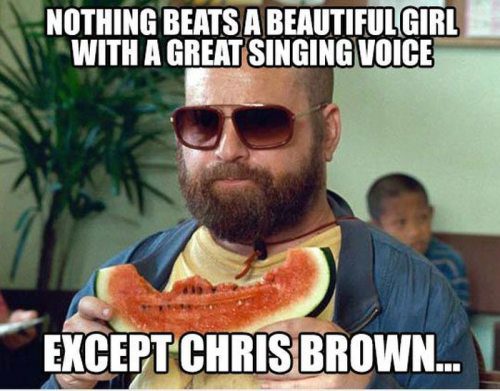 NOTHING BEATS A BEAUTIFUL GIRL
WITH A GREAT SINGING VOICE
EXCEPT CHRIS BROWN...